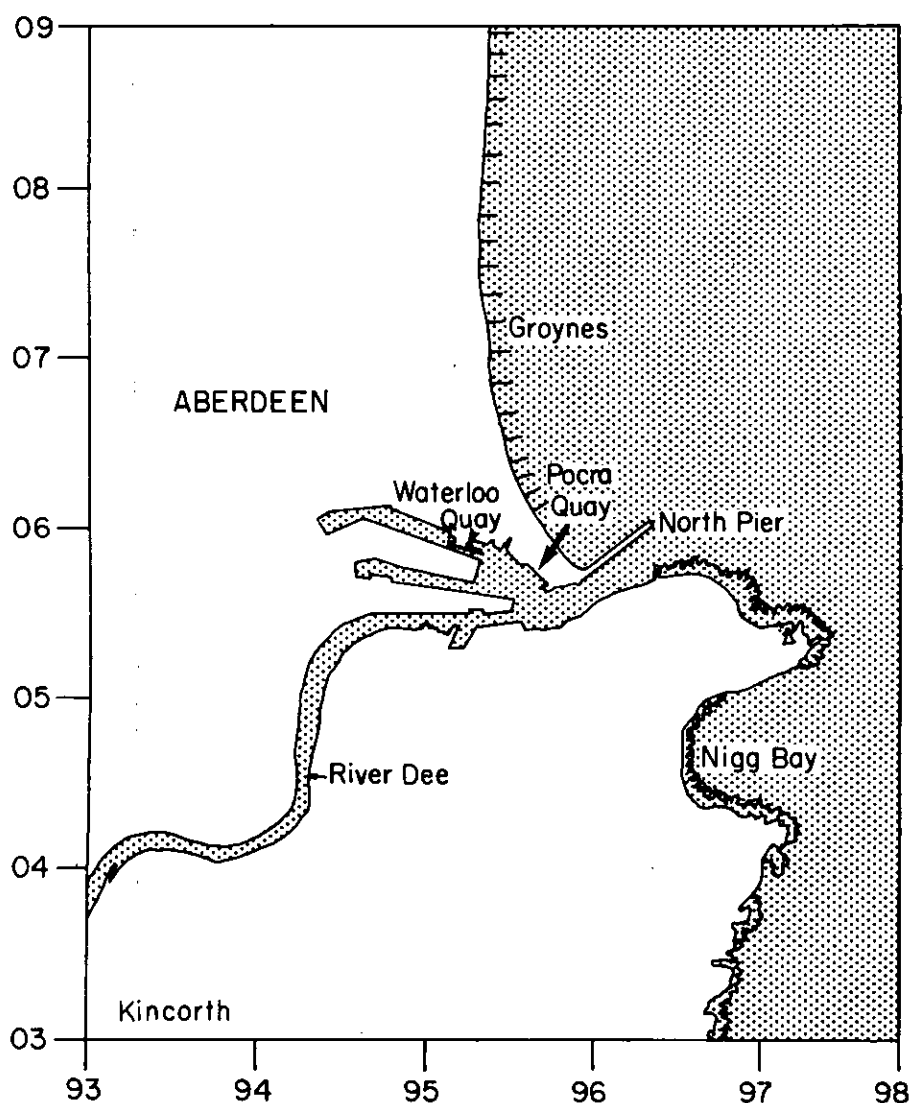 09
08
Groynes
07
ABERDEEN
Waterloo
Quay
Pocra
Quay
06
North Pier
05
Nigg Bay
River Dee
04
Kincorth
03
93 94 95 96 97 98